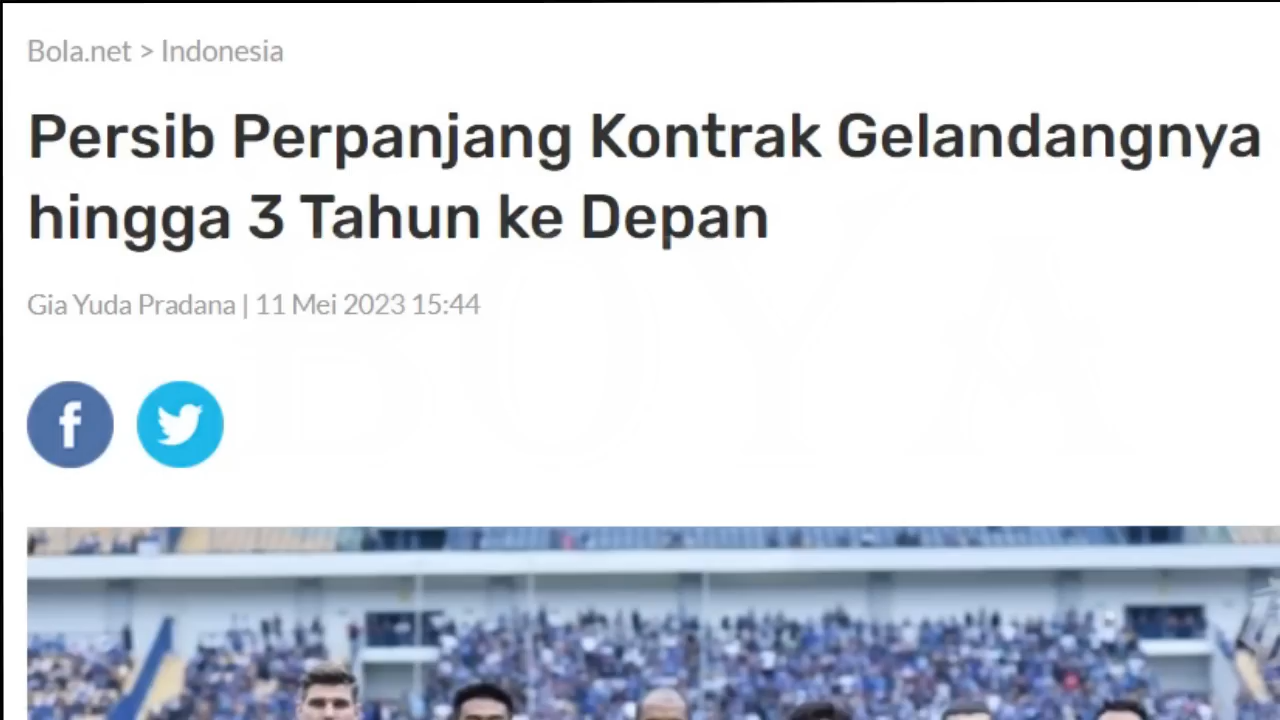 Bola.net > Indonesia
Persib Perpanjang Kontrak Gelandangnya
hingga 3 Tahun ke Depan
Gia Yuda Pradana | 11 Mei 2023 15:44